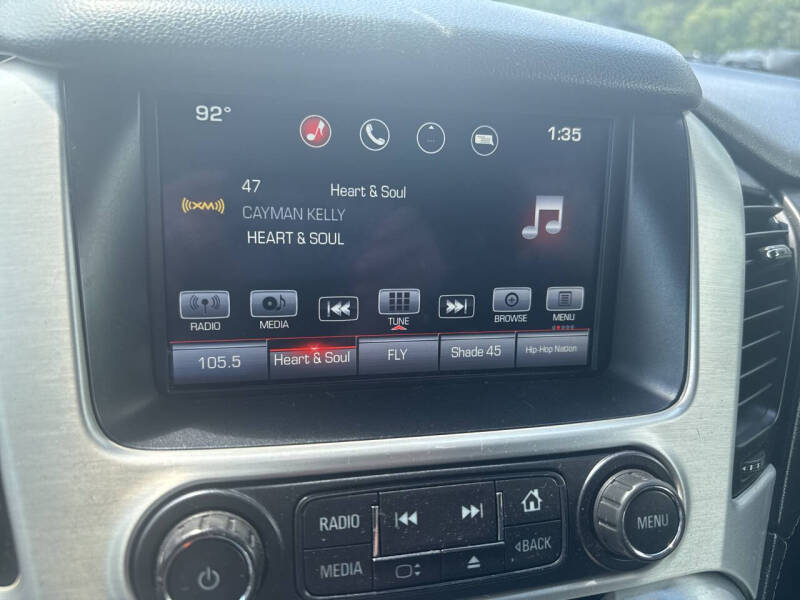 92°
1:35
((XM))
47
Heart & Soul
CAYMAN KELLY
HEART & SOUL
RADIO
MEDIA
TUNE
BROWSE
MENU
105.5
Heart & Soul
FLY
Shade 45
Hip-Hop Nation
RADIO
MEDIA
BACK
MENU